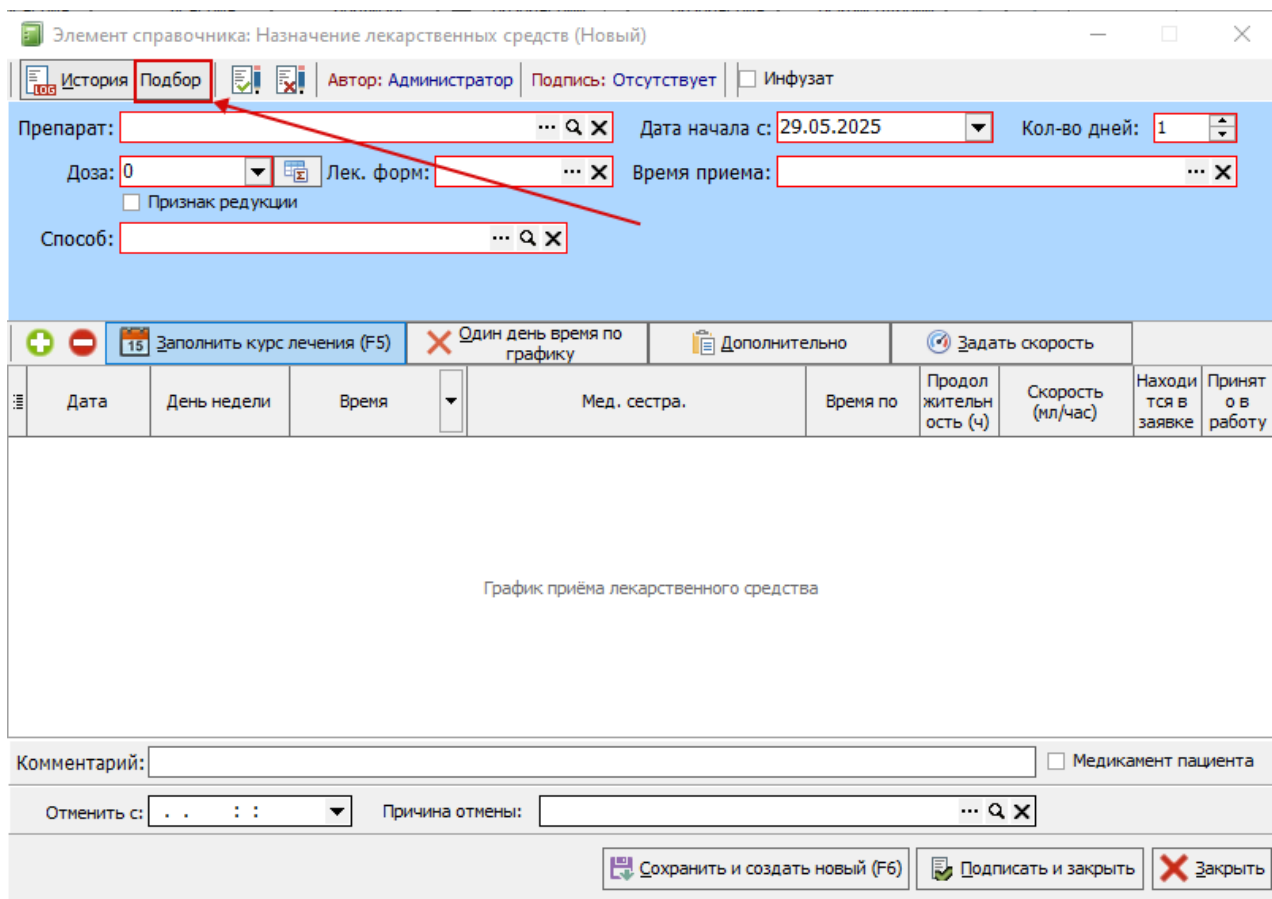 Элемент справочника: Назначение лекарственных средств (Новый)
LOG История Подбор Автор: Администратор Подпись: Отсутствует Инфузат
Препарат: Дата начала с: 29.05.2025 Кол-во дней: 1
Доза: 0 Лек. форм: Время приема:
Признак редукции
Способ:
15 Заполнить курс лечения (F5) Один день время по графику Дополнительно Задать скорость
Дата День недели Время Мед. сестра. Время по Продолжительность (ч) Скорость (мл/час) Находится в заявке Принято в работу
График приёма лекарственного средства
Комментарий: Медикамент пациента
Отменить с: . . : : Причина отмены:
Сохранить и создать новый (F6) Подписать и закрыть Закрыть